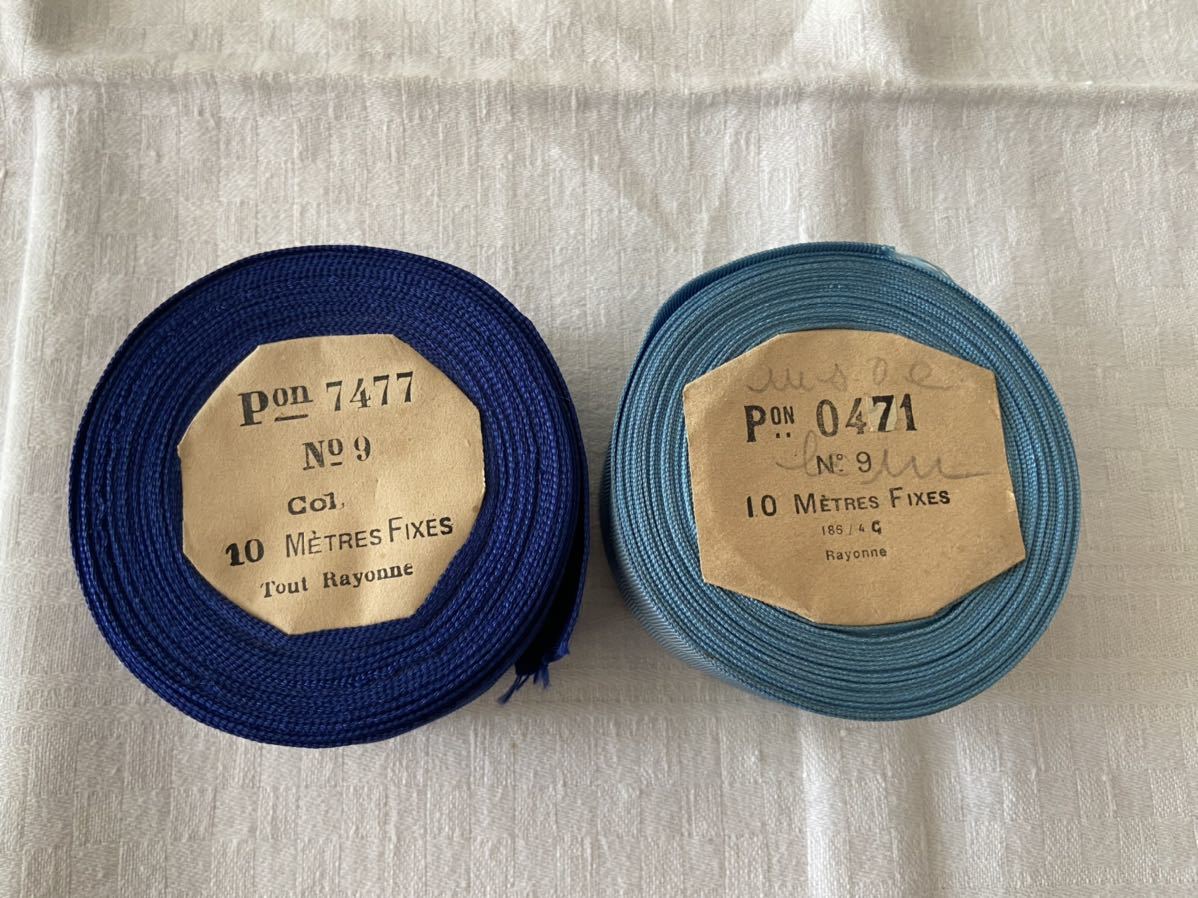 Pon 7477
No 9
Col.
10 MÈTRES FIXES
Tout Rayonne
PON 0471
No 9
10 MÈTRES FIXES
186/4 G
Rayonne